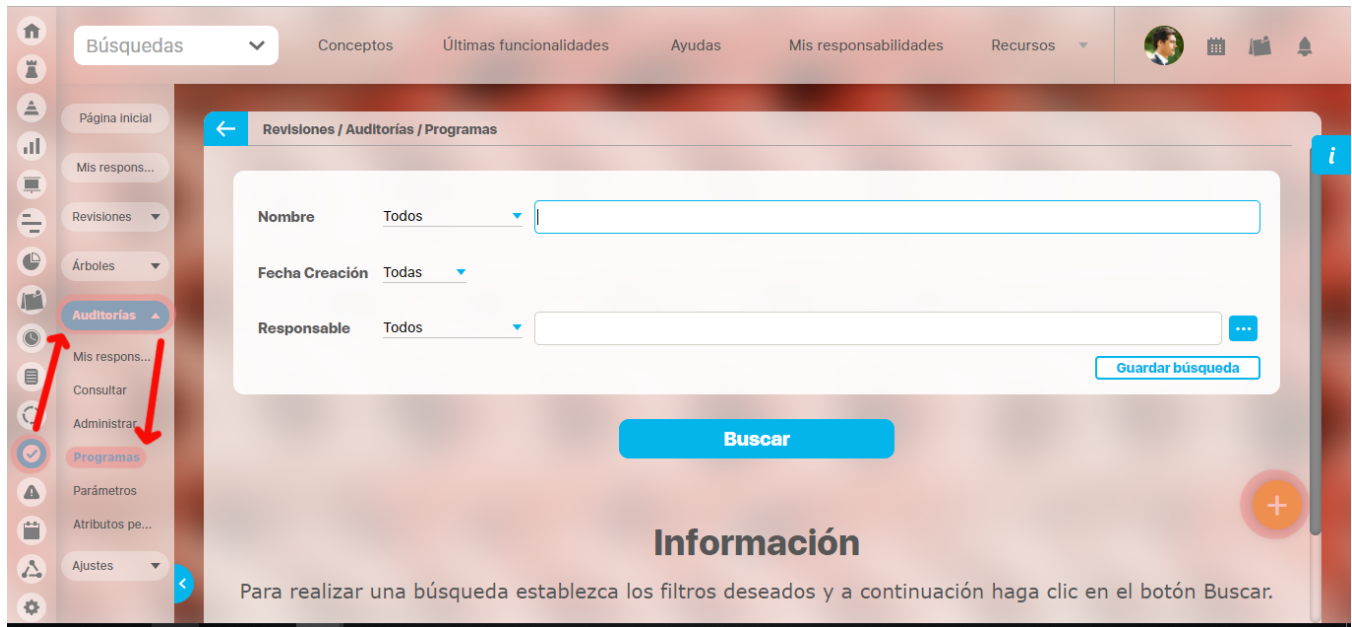 Búsquedas
Conceptos
Últimas funcionalidades
Ayudas
Mis responsabilidades
Recursos
Página inicial
Mis respons...
Revisiones
Árboles
Auditorías
Mis respons...
Consultar
Administrar
Programas
Parámetros
Atributos pe...
Ajustes
Revisiones / Auditorías / Programas
i
Nombre Todos
Fecha Creación Todas
Responsable Todos
...
Guardar búsqueda
Buscar
Información
Para realizar una búsqueda establezca los filtros deseados y a continuación haga clic en el botón Buscar.